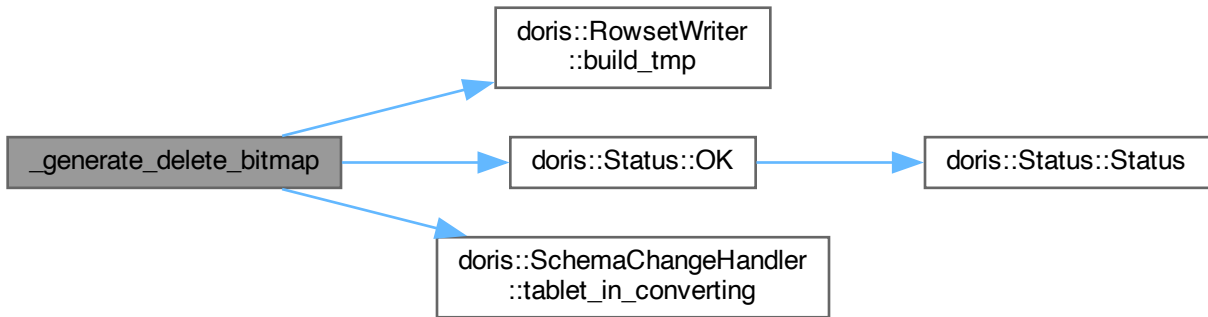 doris::RowsetWriter
::build_tmp
_generate_delete_bitmap
doris::Status::OK
doris::Status::Status
doris::SchemaChangeHandler
::tablet_in_converting